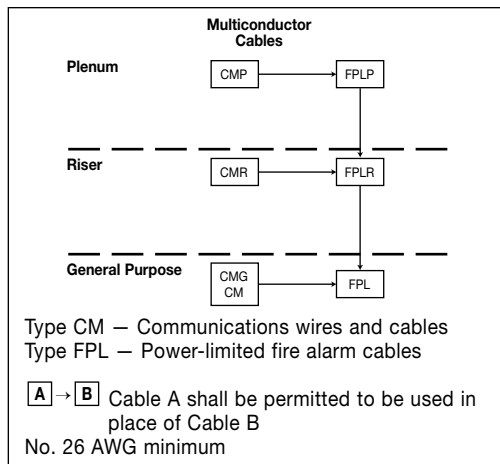 Multiconductor
Cables
Plenum
CMP
FPLP
Riser
CMR
FPLR
General Purpose
CMG
CM
FPL
Type CM — Communications wires and cables
Type FPL — Power-limited fire alarm cables
A → B Cable A shall be permitted to be used in
place of Cable B
No. 26 AWG minimum